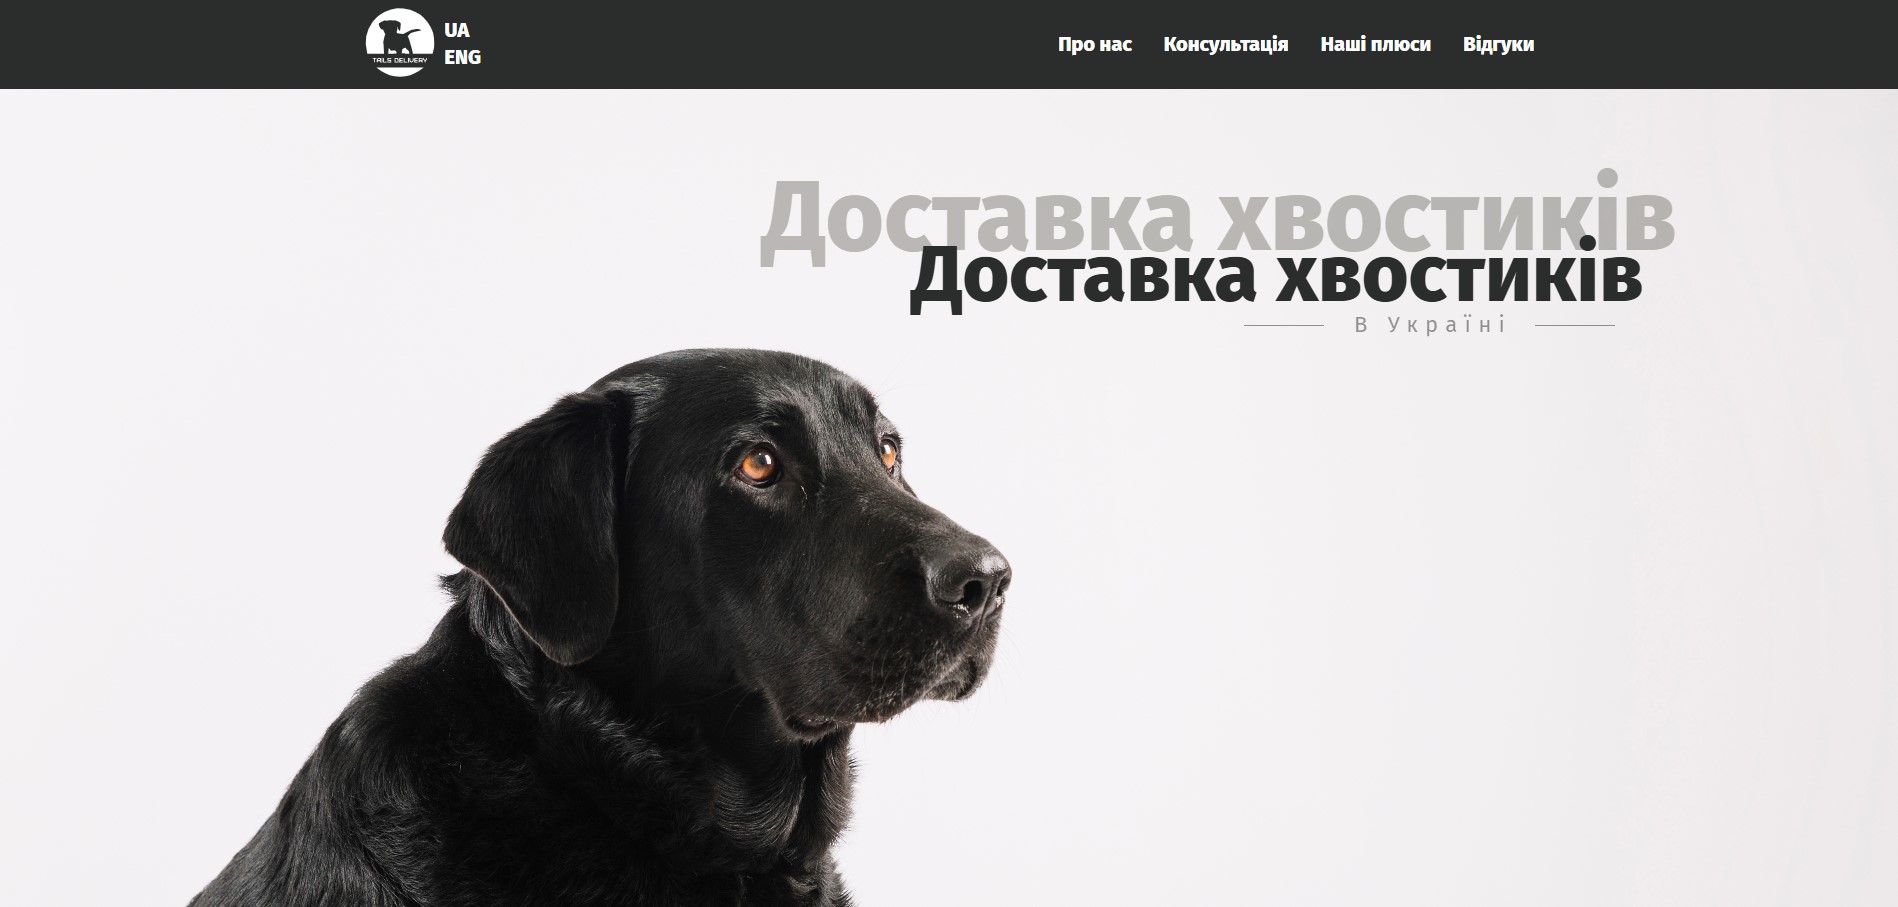 TAILS DELIVERY
UA
ENG
Про нас Консультація Наші плюси Відгуки
Доставка хвостиків
Доставка хвостиків
В Україні